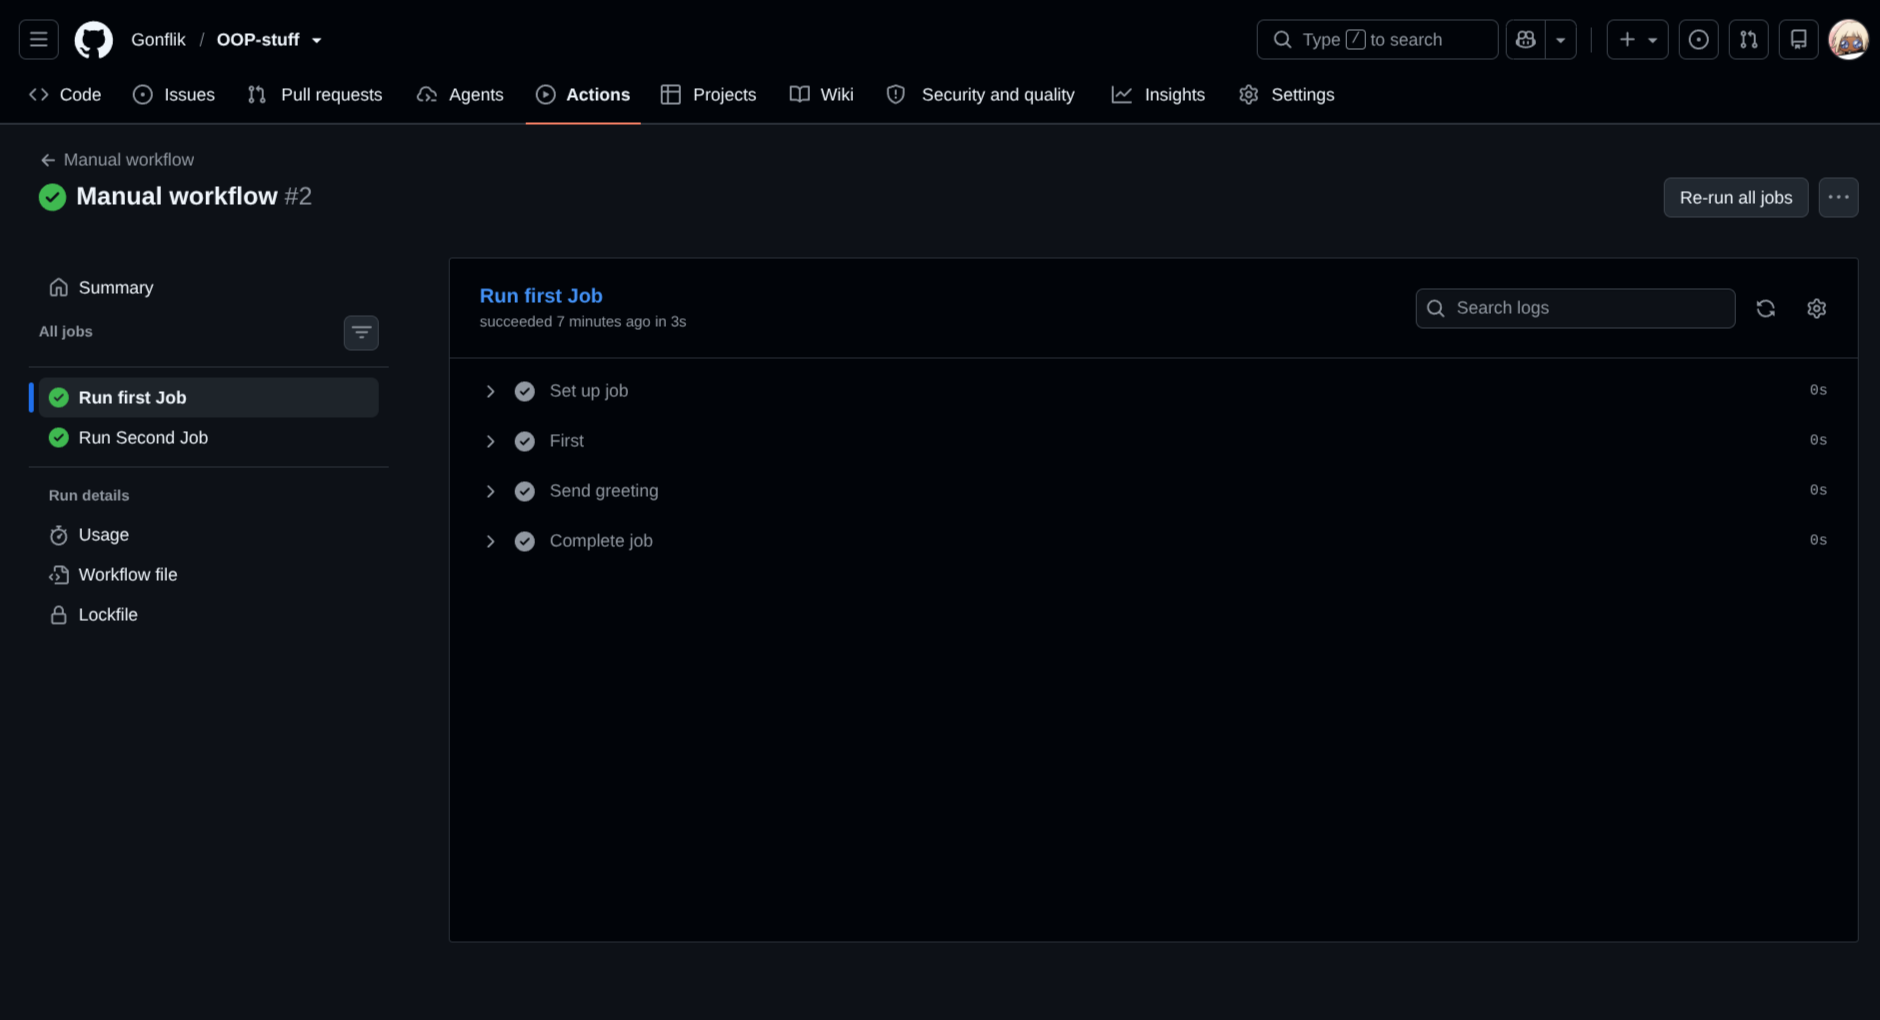 Gonflik / OOP-stuff
Type / to search
Code Issues Pull requests Agents Actions Projects Wiki Security and quality Insights Settings
Manual workflow
Manual workflow #2
Re-run all jobs
Summary
All jobs
Run first Job
Run Second Job
Run details
Usage
Workflow file
Lockfile
Run first Job
succeeded 7 minutes ago in 3s
Search logs
Set up job 0s
First 0s
Send greeting 0s
Complete job 0s